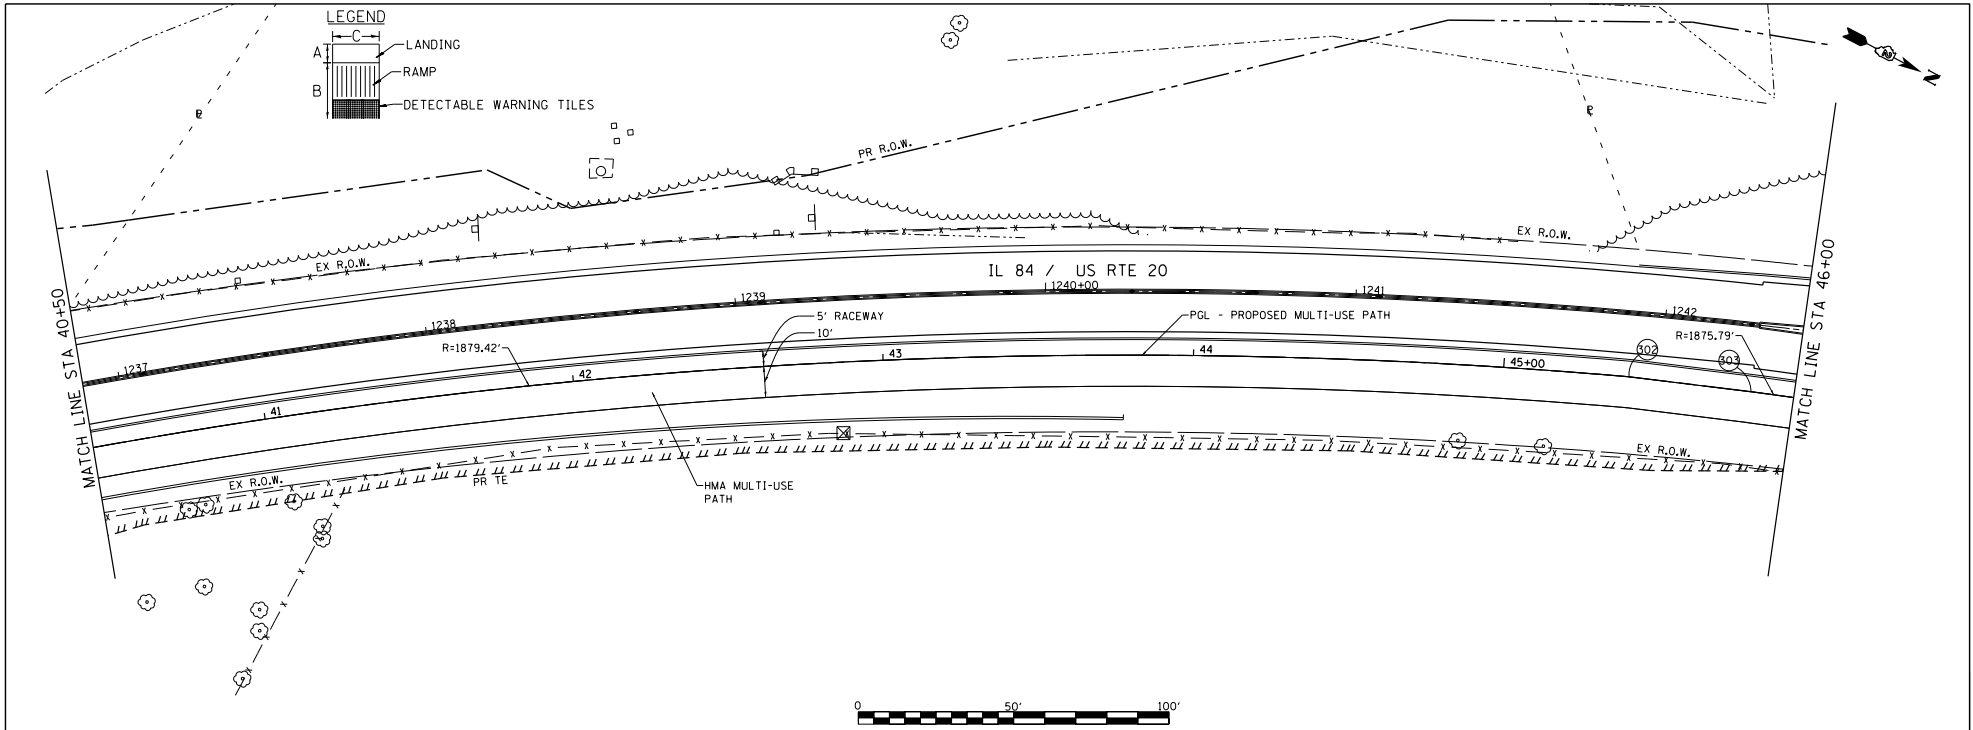 LEGEND
C
A
LANDING
RAMP
B
DETECTABLE WARNING TILES
N
PR R.O.W.
EX R.O.W.
EX R.O.W.
IL 84 / US RTE 20
MATCH LINE STA 40+50
MATCH LINE STA 46+00
1237
1238
1239
1240+00
1241
1242
5' RACEWAY
10'
PGL - PROPOSED MULTI-USE PATH
R=1879.42'
R=1875.79'
302
303
41
42
43
44
45+00
EX R.O.W.
EX R.O.W.
PR TE
HMA MULTI-USE
PATH
0
50'
100'